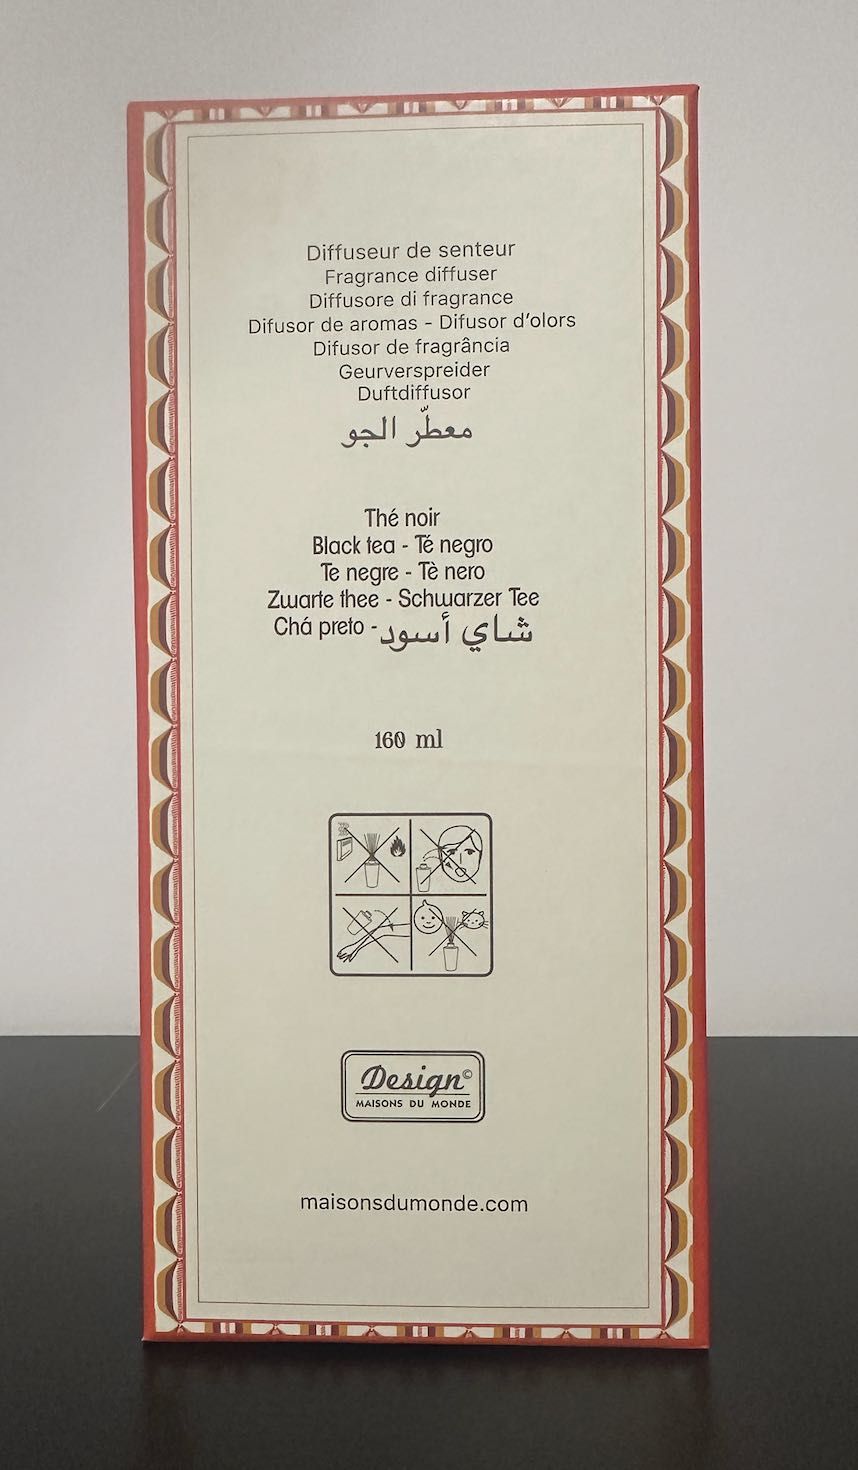 Diffuseur de senteur
Fragrance diffuser
Diffusore di fragrance
Difusor de aromas - Difusor d'olors
Difusor de fragrância
Geurverspreider
Duftdiffusor
معطّر الجو
Thé noir
Black tea - Té negro
Te negre - Tè nero
Zwarte thee - Schwarzer Tee
Chá preto - شاي أسود
160 ml
Design©
MAISONS DU MONDE
maisonsdumonde.com